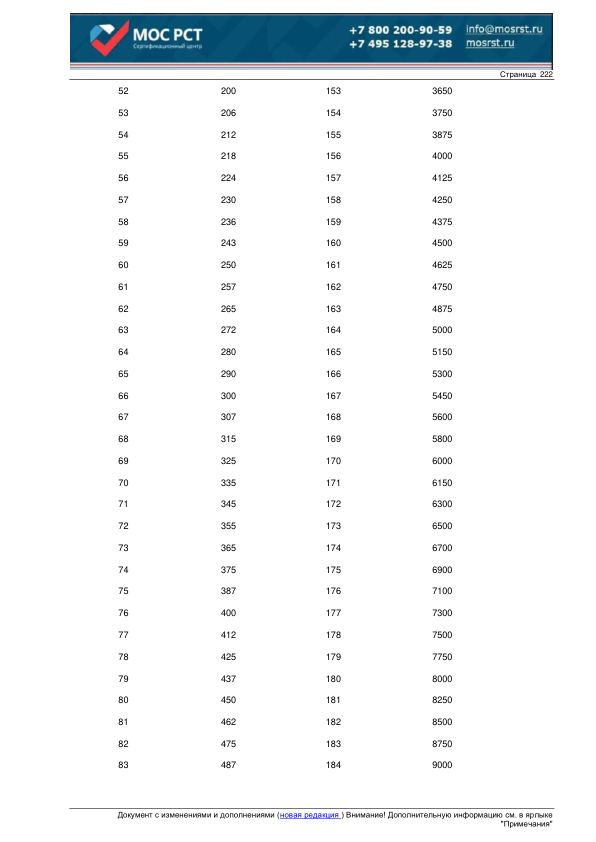 МОС РСТ
Сертификационный центр
+7 800 200-90-59 info@mosrst.ru
+7 495 128-97-38 mosrst.ru
Страница 222
52 200 153 3650
53 206 154 3750
54 212 155 3875
55 218 156 4000
56 224 157 4125
57 230 158 4250
58 236 159 4375
59 243 160 4500
60 250 161 4625
61 257 162 4750
62 265 163 4875
63 272 164 5000
64 280 165 5150
65 290 166 5300
66 300 167 5450
67 307 168 5600
68 315 169 5800
69 325 170 6000
70 335 171 6150
71 345 172 6300
72 355 173 6500
73 365 174 6700
74 375 175 6900
75 387 176 7100
76 400 177 7300
77 412 178 7500
78 425 179 7750
79 437 180 8000
80 450 181 8250
81 462 182 8500
82 475 183 8750
83 487 184 9000
Документ с изменениями и дополнениями (новая редакция ) Внимание! Дополнительную информацию см. в ярлыке
"Примечания"